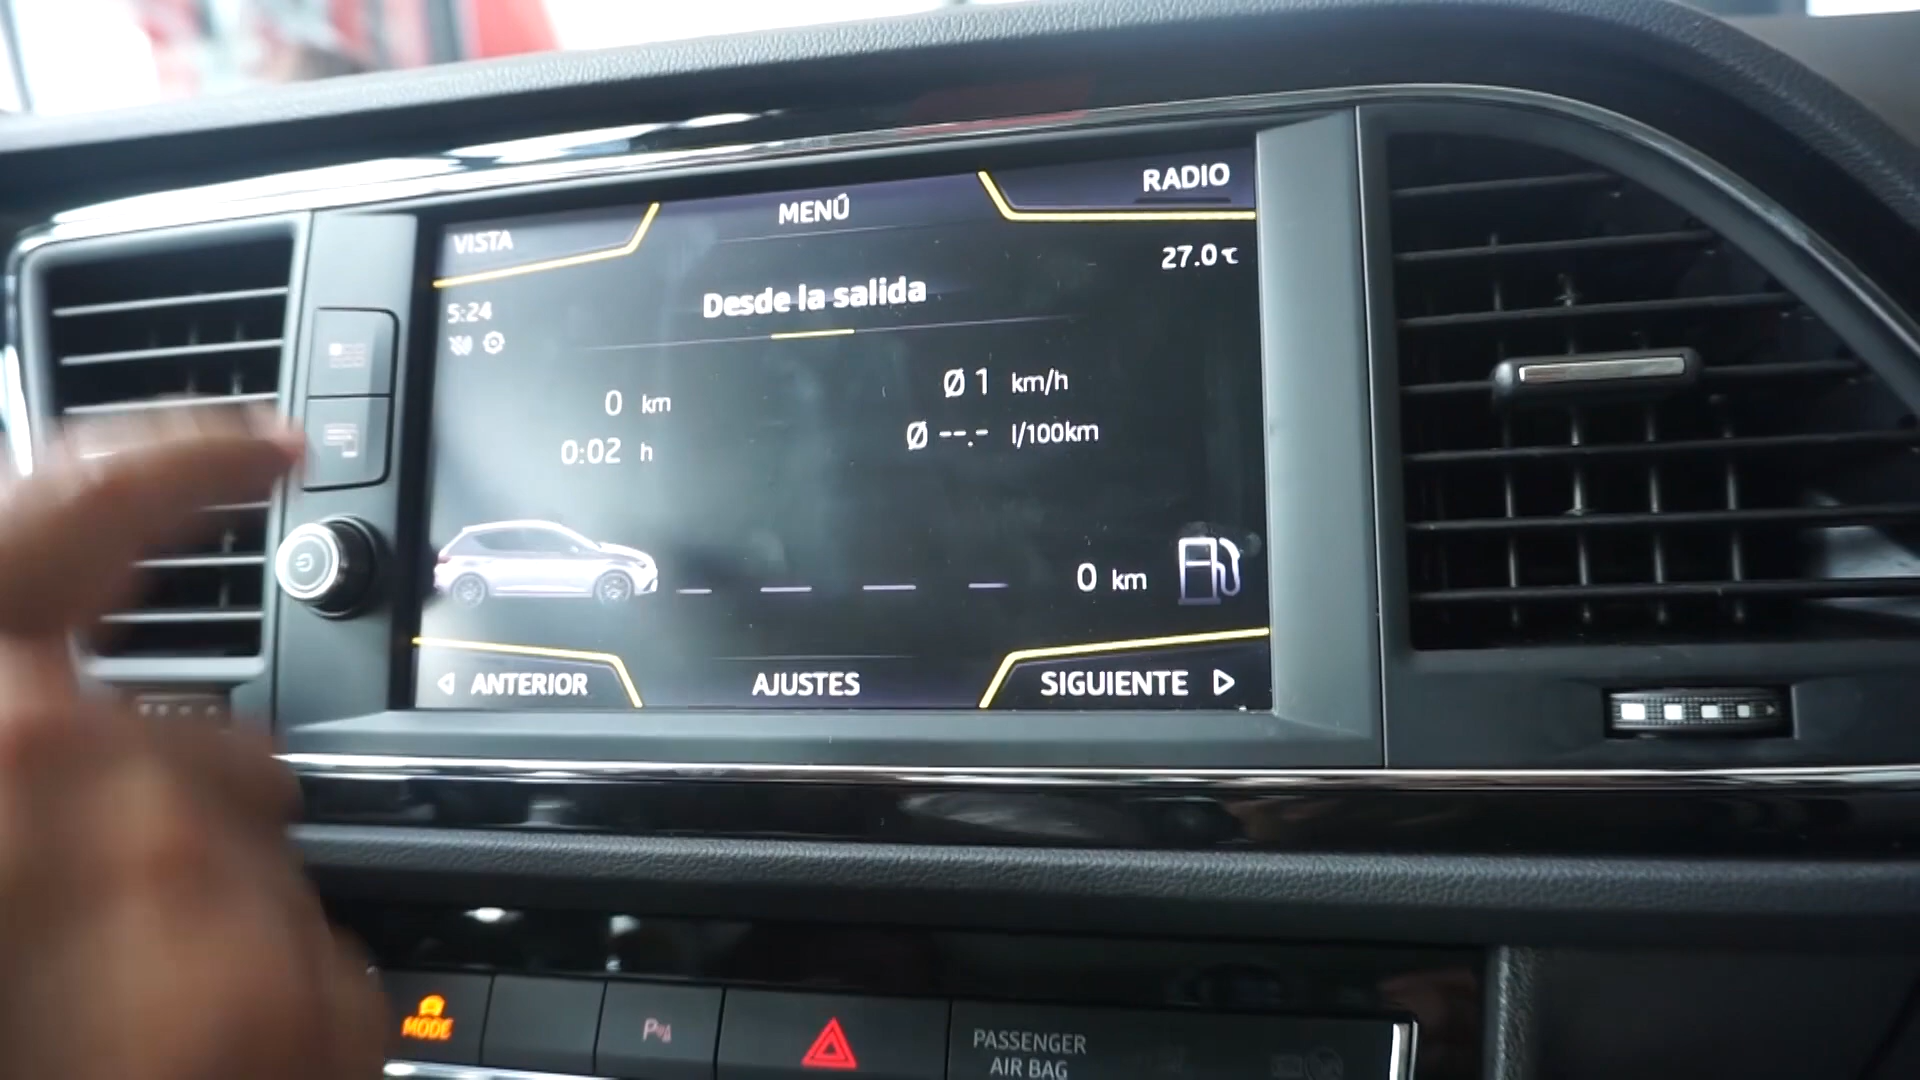 VISTA
MENÚ
RADIO
27.0 °C
Desde la salida
5:24
0 km
Ø 1 km/h
0:02 h
Ø --.- l/100km
0 km
ANTERIOR
AJUSTES
SIGUIENTE
MODE
P
PASSENGER
AIR BAG